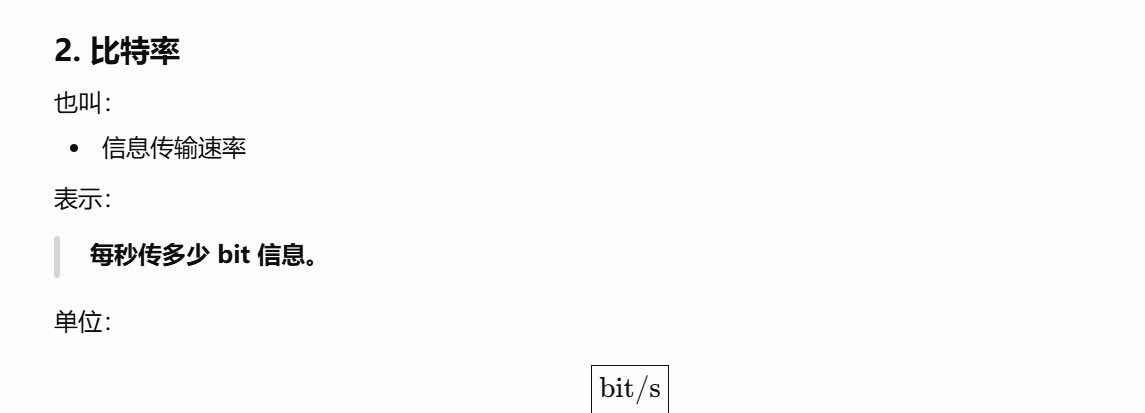 2. 比特率
也叫：
• 信息传输速率
表示：
每秒传多少 bit 信息。
单位：
bit/s